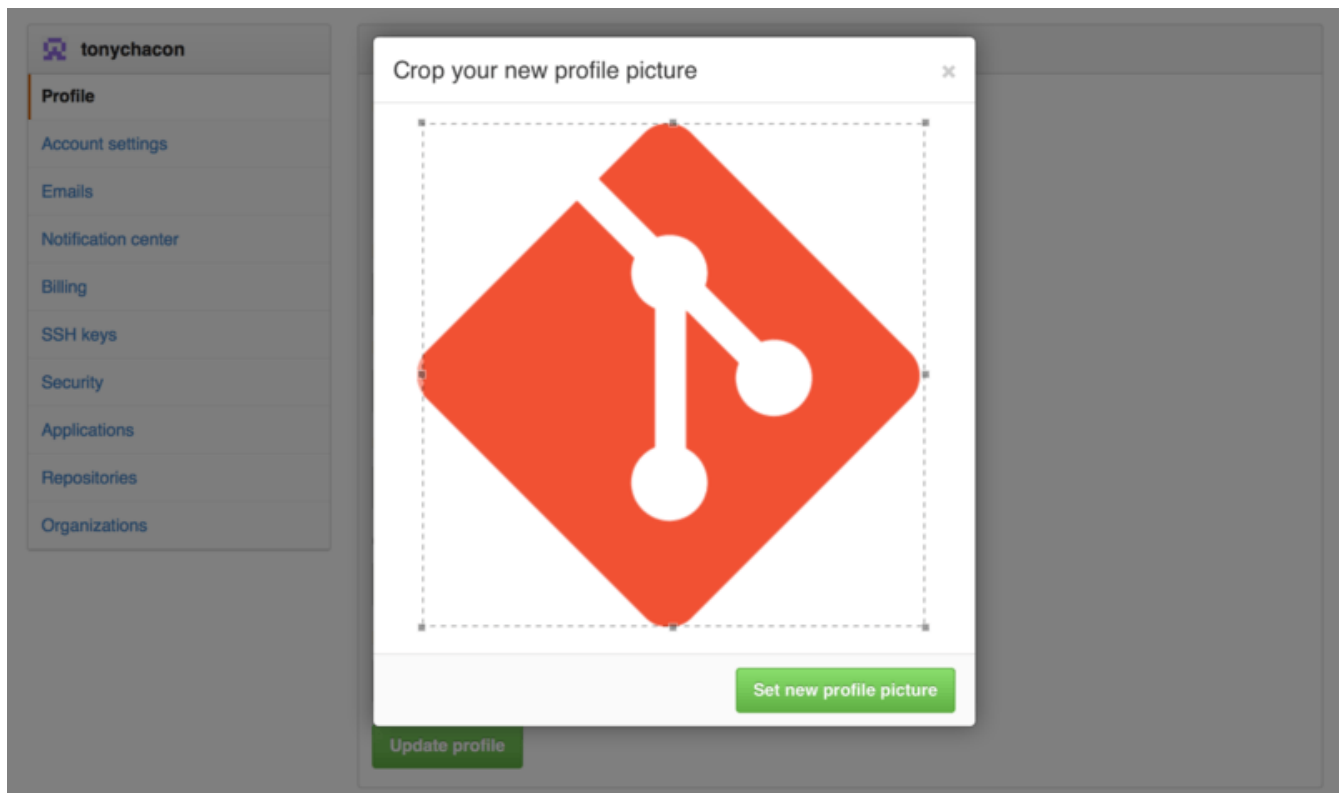 tonychacon
Profile
Account settings
Emails
Notification center
Billing
SSH keys
Security
Applications
Repositories
Organizations
Crop your new profile picture
×
Set new profile picture
Update profile